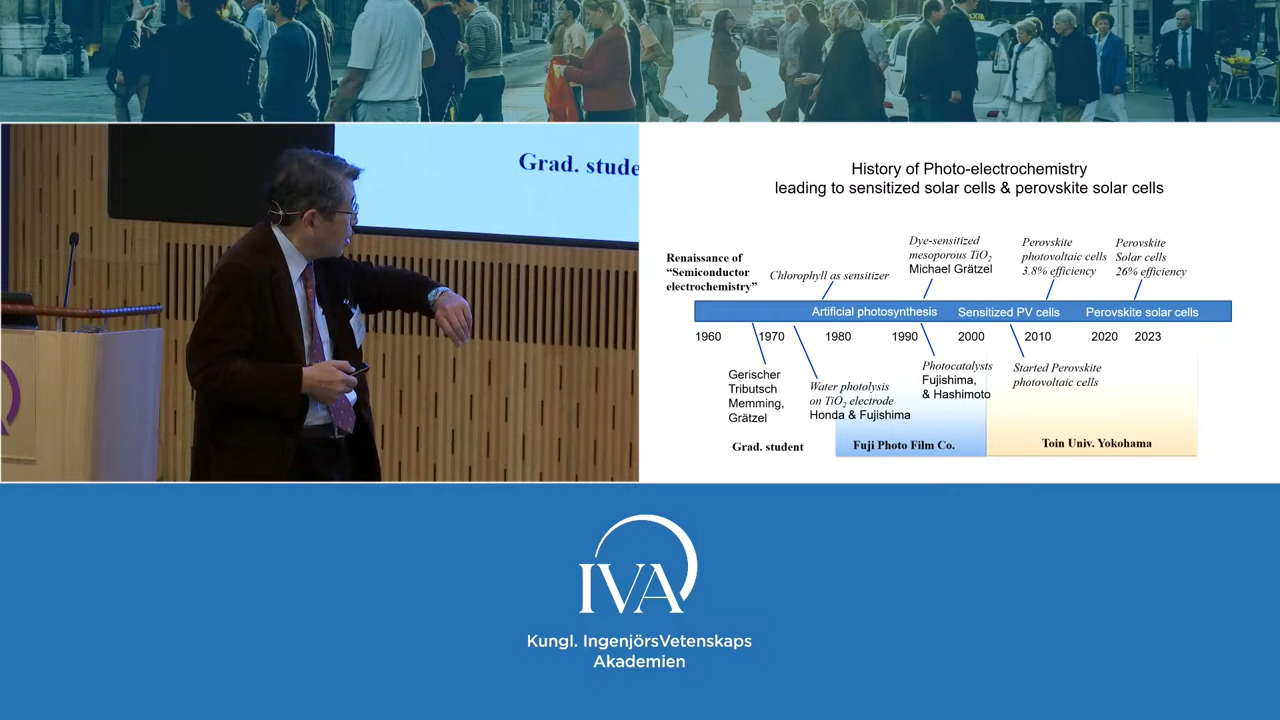 Grad. stude
History of Photo-electrochemistry
leading to sensitized solar cells & perovskite solar cells
Renaissance of
“Semiconductor
electrochemistry”
Chlorophyll as sensitizer
Dye-sensitized
mesoporous TiO2
Michael Grätzel
Perovskite
photovoltaic cells
3.8% efficiency
Perovskite
Solar cells
26% efficiency
Artificial photosynthesis
Sensitized PV cells
Perovskite solar cells
1960 1970 1980 1990 2000 2010 2020 2023
Gerischer
Tributsch
Memming,
Grätzel
Water photolysis
on TiO2 electrode
Honda & Fujishima
Photocatalysts
Fujishima,
& Hashimoto
Started Perovskite
photovoltaic cells
Grad. student
Fuji Photo Film Co.
Toin Univ. Yokohama
IVA
Kungl. IngenjörsVetenskaps
Akademien